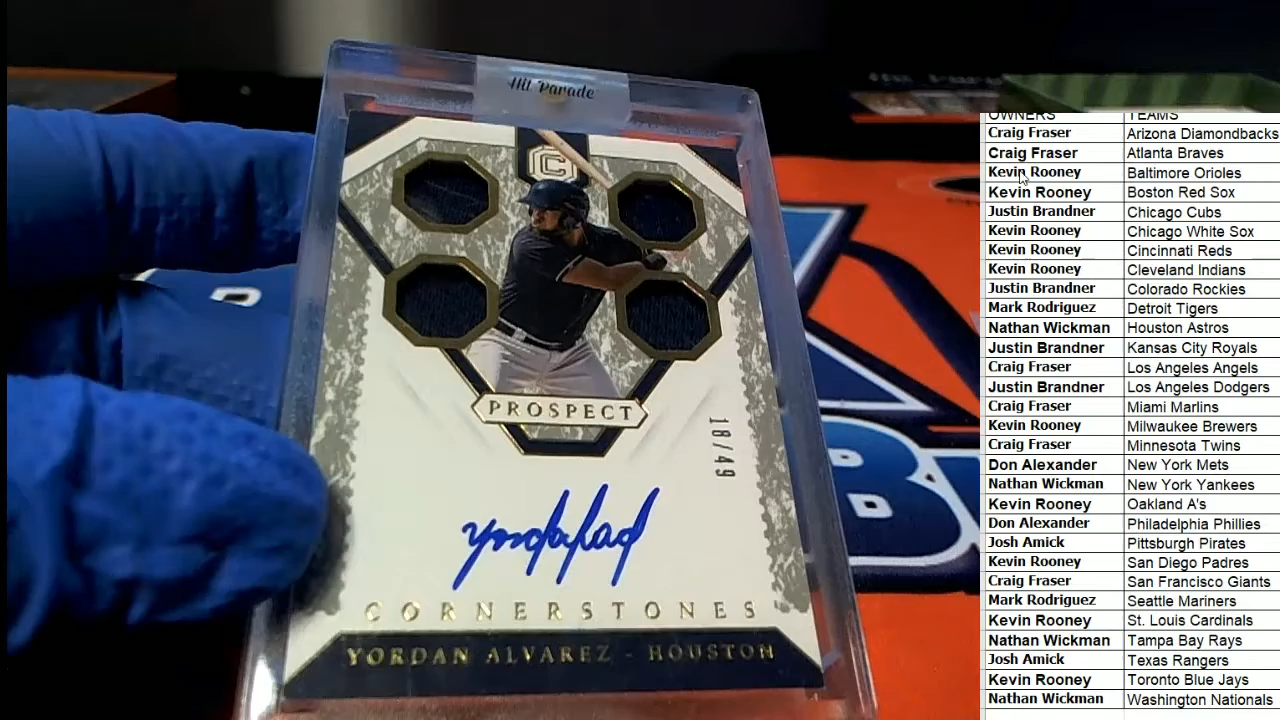 Hit Parade
C
PROSPECT
18/49
CORNERSTONES
YORDAN ALVAREZ - HOUSTON
B
OWNERS TEAMS
Craig Fraser Arizona Diamondbacks
Craig Fraser Atlanta Braves
Kevin Rooney Baltimore Orioles
Kevin Rooney Boston Red Sox
Justin Brandner Chicago Cubs
Kevin Rooney Chicago White Sox
Kevin Rooney Cincinnati Reds
Kevin Rooney Cleveland Indians
Justin Brandner Colorado Rockies
Mark Rodriguez Detroit Tigers
Nathan Wickman Houston Astros
Justin Brandner Kansas City Royals
Craig Fraser Los Angeles Angels
Justin Brandner Los Angeles Dodgers
Craig Fraser Miami Marlins
Kevin Rooney Milwaukee Brewers
Craig Fraser Minnesota Twins
Don Alexander New York Mets
Nathan Wickman New York Yankees
Kevin Rooney Oakland A's
Don Alexander Philadelphia Phillies
Josh Amick Pittsburgh Pirates
Kevin Rooney San Diego Padres
Craig Fraser San Francisco Giants
Mark Rodriguez Seattle Mariners
Kevin Rooney St. Louis Cardinals
Nathan Wickman Tampa Bay Rays
Josh Amick Texas Rangers
Kevin Rooney Toronto Blue Jays
Nathan Wickman Washington Nationals